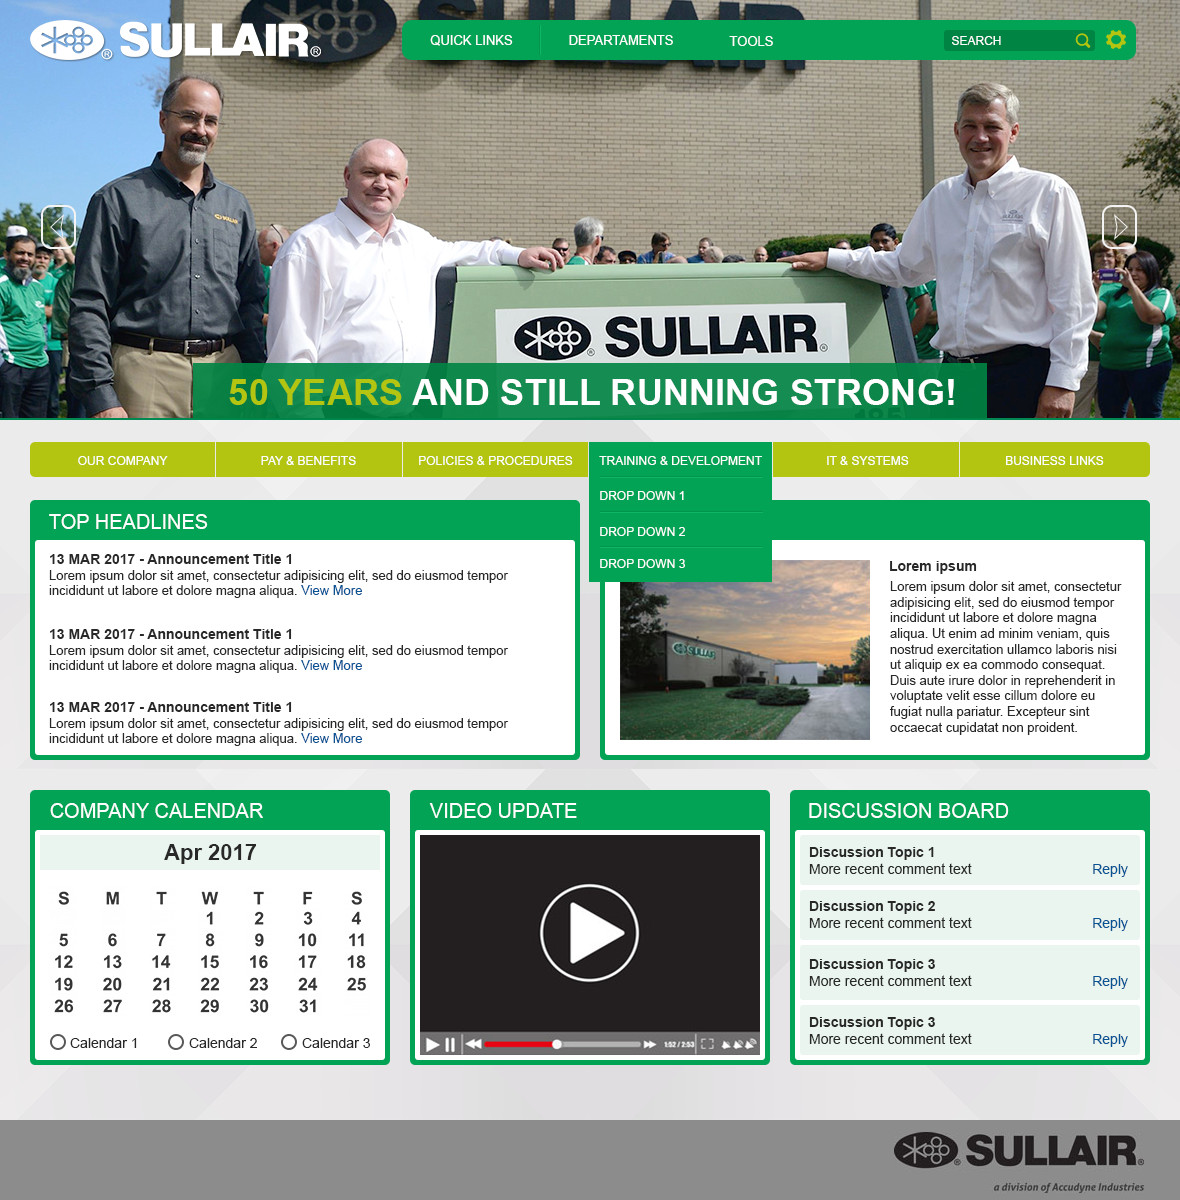 SULLAIR®
QUICK LINKS
DEPARTAMENTS
TOOLS
SEARCH
SULLAIR
SULLAIR
SULLAIR®
50 YEARS AND STILL RUNNING STRONG!
OUR COMPANY
PAY & BENEFITS
POLICIES & PROCEDURES
TRAINING & DEVELOPMENT
IT & SYSTEMS
BUSINESS LINKS
DROP DOWN 1
DROP DOWN 2
DROP DOWN 3
TOP HEADLINES
13 MAR 2017 - Announcement Title 1
Lorem ipsum dolor sit amet, consectetur adipisicing elit, sed do eiusmod tempor
incididunt ut labore et dolore magna aliqua. View More
13 MAR 2017 - Announcement Title 1
Lorem ipsum dolor sit amet, consectetur adipisicing elit, sed do eiusmod tempor
incididunt ut labore et dolore magna aliqua. View More
13 MAR 2017 - Announcement Title 1
Lorem ipsum dolor sit amet, consectetur adipisicing elit, sed do eiusmod tempor
incididunt ut labore et dolore magna aliqua. View More
SULLAIR
Lorem ipsum
Lorem ipsum dolor sit amet, consectetur
adipisicing elit, sed do eiusmod tempor
incididunt ut labore et dolore magna
aliqua. Ut enim ad minim veniam, quis
nostrud exercitation ullamco laboris nisi
ut aliquip ex ea commodo consequat.
Duis aute irure dolor in reprehenderit in
voluptate velit esse cillum dolore eu
fugiat nulla pariatur. Excepteur sint
occaecat cupidatat non proident.
COMPANY CALENDAR
Apr 2017
S M T W T F S
1 2 3 4
5 6 7 8 9 10 11
12 13 14 15 16 17 18
19 20 21 22 23 24 25
26 27 28 29 30 31
Calendar 1
Calendar 2
Calendar 3
VIDEO UPDATE
1:52 / 2:53
DISCUSSION BOARD
Discussion Topic 1
More recent comment text
Reply
Discussion Topic 2
More recent comment text
Reply
Discussion Topic 3
More recent comment text
Reply
Discussion Topic 3
More recent comment text
Reply
SULLAIR®
a division of Accudyne Industries